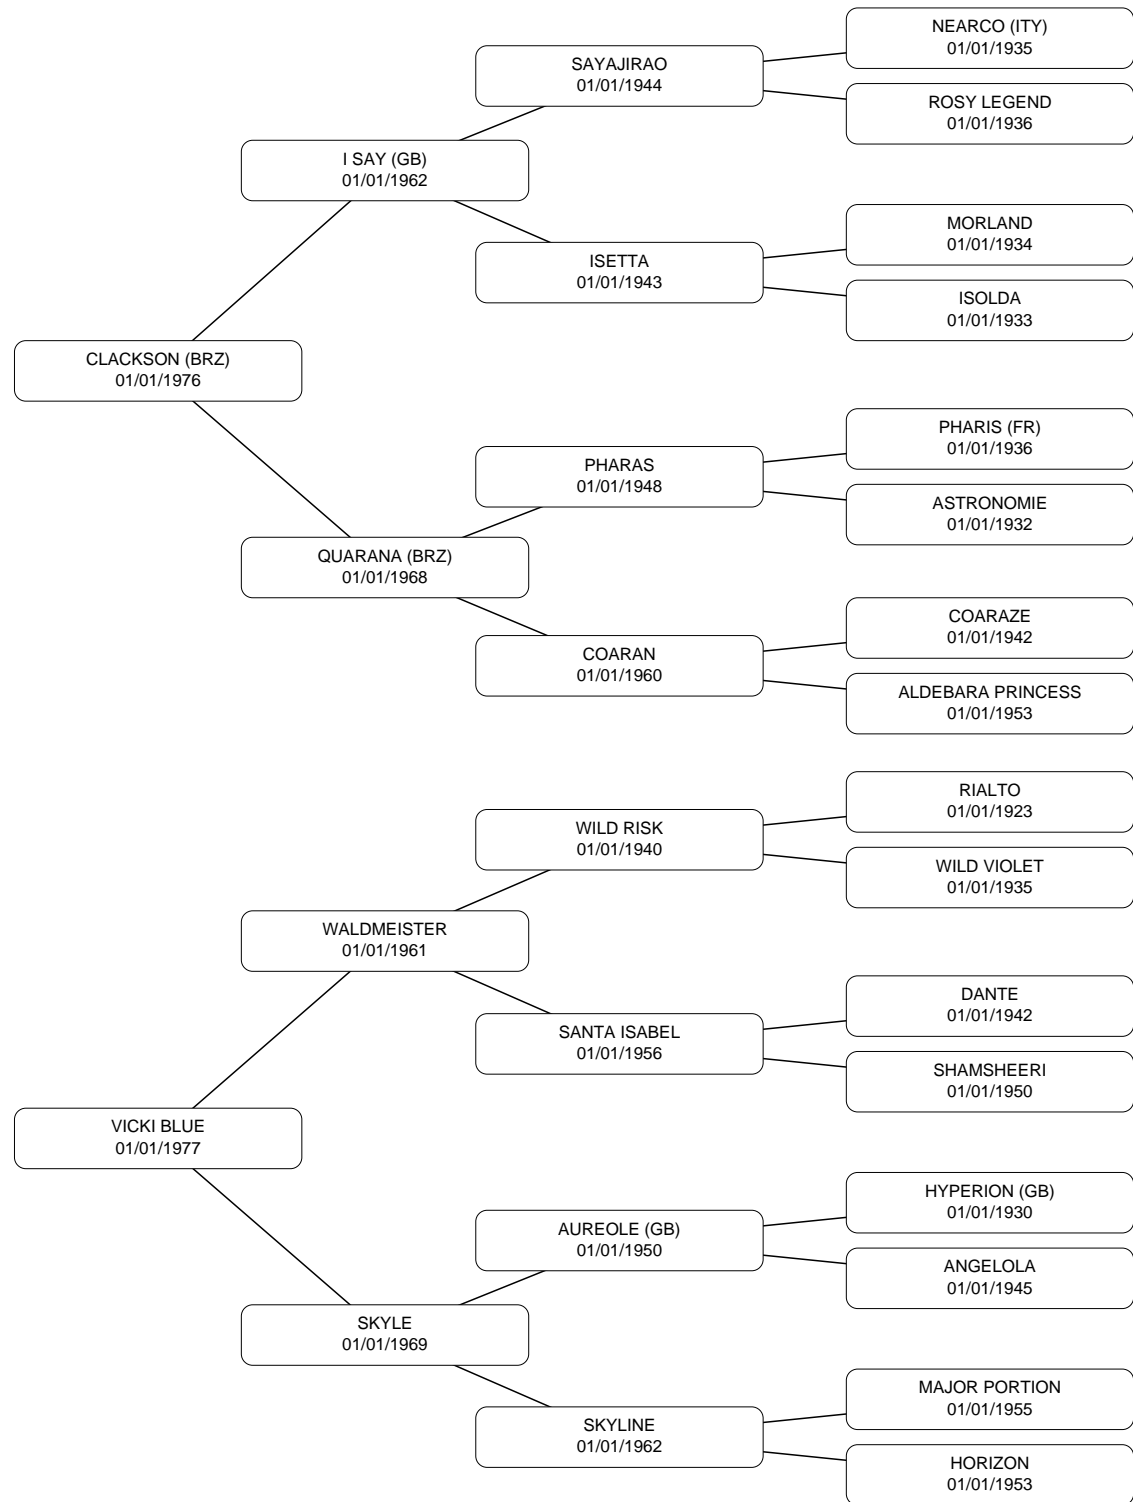 NEARCO (ITY)
01/01/1935
SAYAJIRAO
01/01/1944
ROSY LEGEND
01/01/1936
I SAY (GB)
01/01/1962
MORLAND
01/01/1934
ISETTA
01/01/1943
ISOLDA
01/01/1933
CLACKSON (BRZ)
01/01/1976
PHARIS (FR)
01/01/1936
PHARAS
01/01/1948
ASTRONOMIE
01/01/1932
QUARANA (BRZ)
01/01/1968
COARAZE
01/01/1942
COARAN
01/01/1960
ALDEBARA PRINCESS
01/01/1953
RIALTO
01/01/1923
WILD RISK
01/01/1940
WILD VIOLET
01/01/1935
WALDMEISTER
01/01/1961
DANTE
01/01/1942
SANTA ISABEL
01/01/1956
SHAMSHEERI
01/01/1950
VICKI BLUE
01/01/1977
HYPERION (GB)
01/01/1930
AUREOLE (GB)
01/01/1950
ANGELOLA
01/01/1945
SKYLE
01/01/1969
MAJOR PORTION
01/01/1955
SKYLINE
01/01/1962
HORIZON
01/01/1953